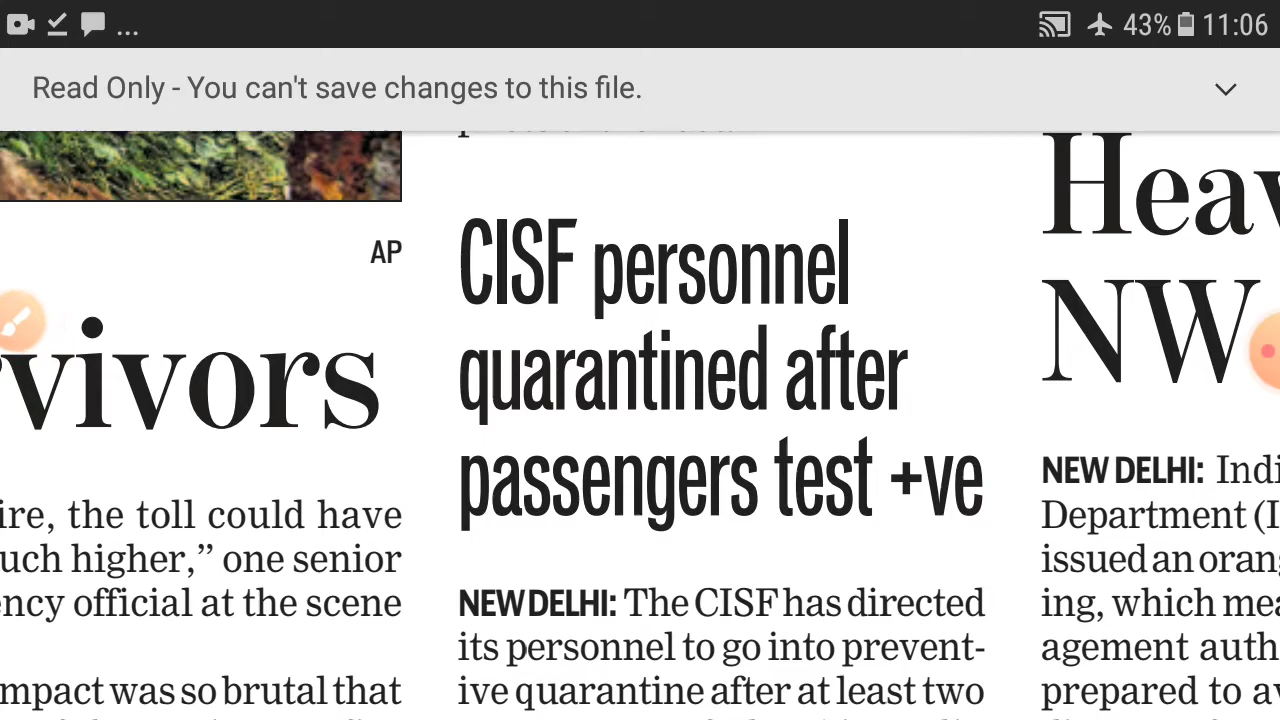 ... 43% 11:06
Read Only - You can't save changes to this file.
AP
vivors
ire, the toll could have
uch higher,” one senior
ency official at the scene
mpact was so brutal that
CISF personnel
quarantined after
passengers test +ve
NEW DELHI: The CISF has directed
its personnel to go into prevent-
ive quarantine after at least two
Heav
NW
NEW DELHI: Indi
Department (I
issued an orang
ing, which mea
agement auth
prepared to av